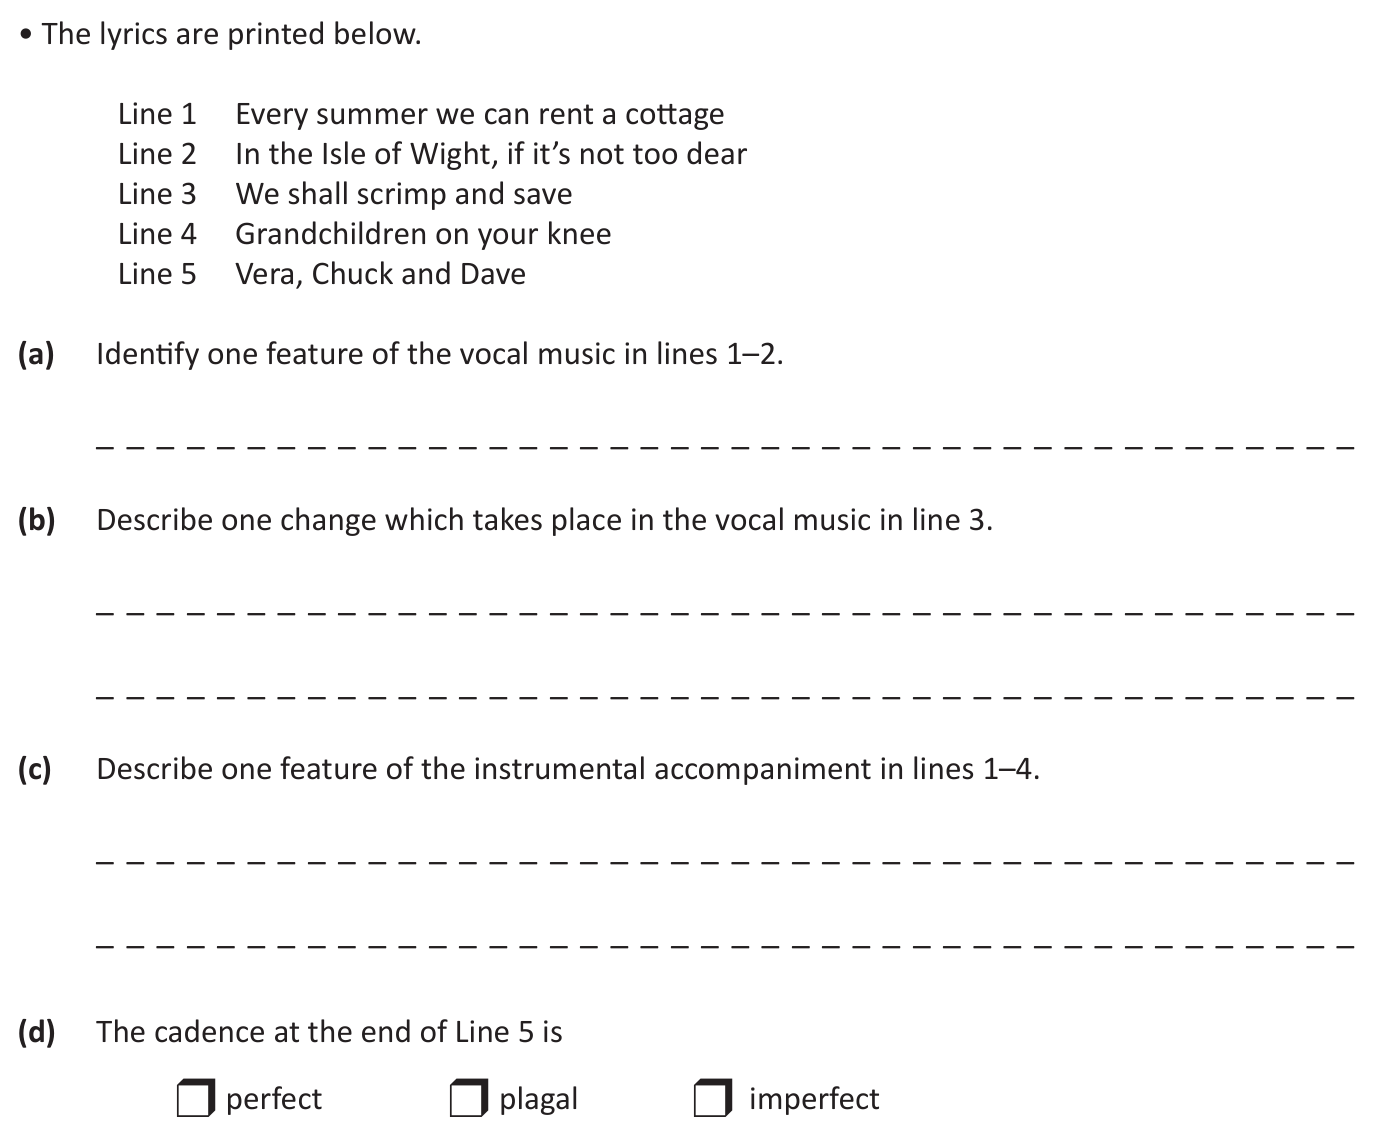 • The lyrics are printed below.
Line 1 Every summer we can rent a cottage
Line 2 In the Isle of Wight, if it’s not too dear
Line 3 We shall scrimp and save
Line 4 Grandchildren on your knee
Line 5 Vera, Chuck and Dave
(a) Identify one feature of the vocal music in lines 1–2.
(b) Describe one change which takes place in the vocal music in line 3.
(c) Describe one feature of the instrumental accompaniment in lines 1–4.
(d) The cadence at the end of Line 5 is
perfect plagal imperfect